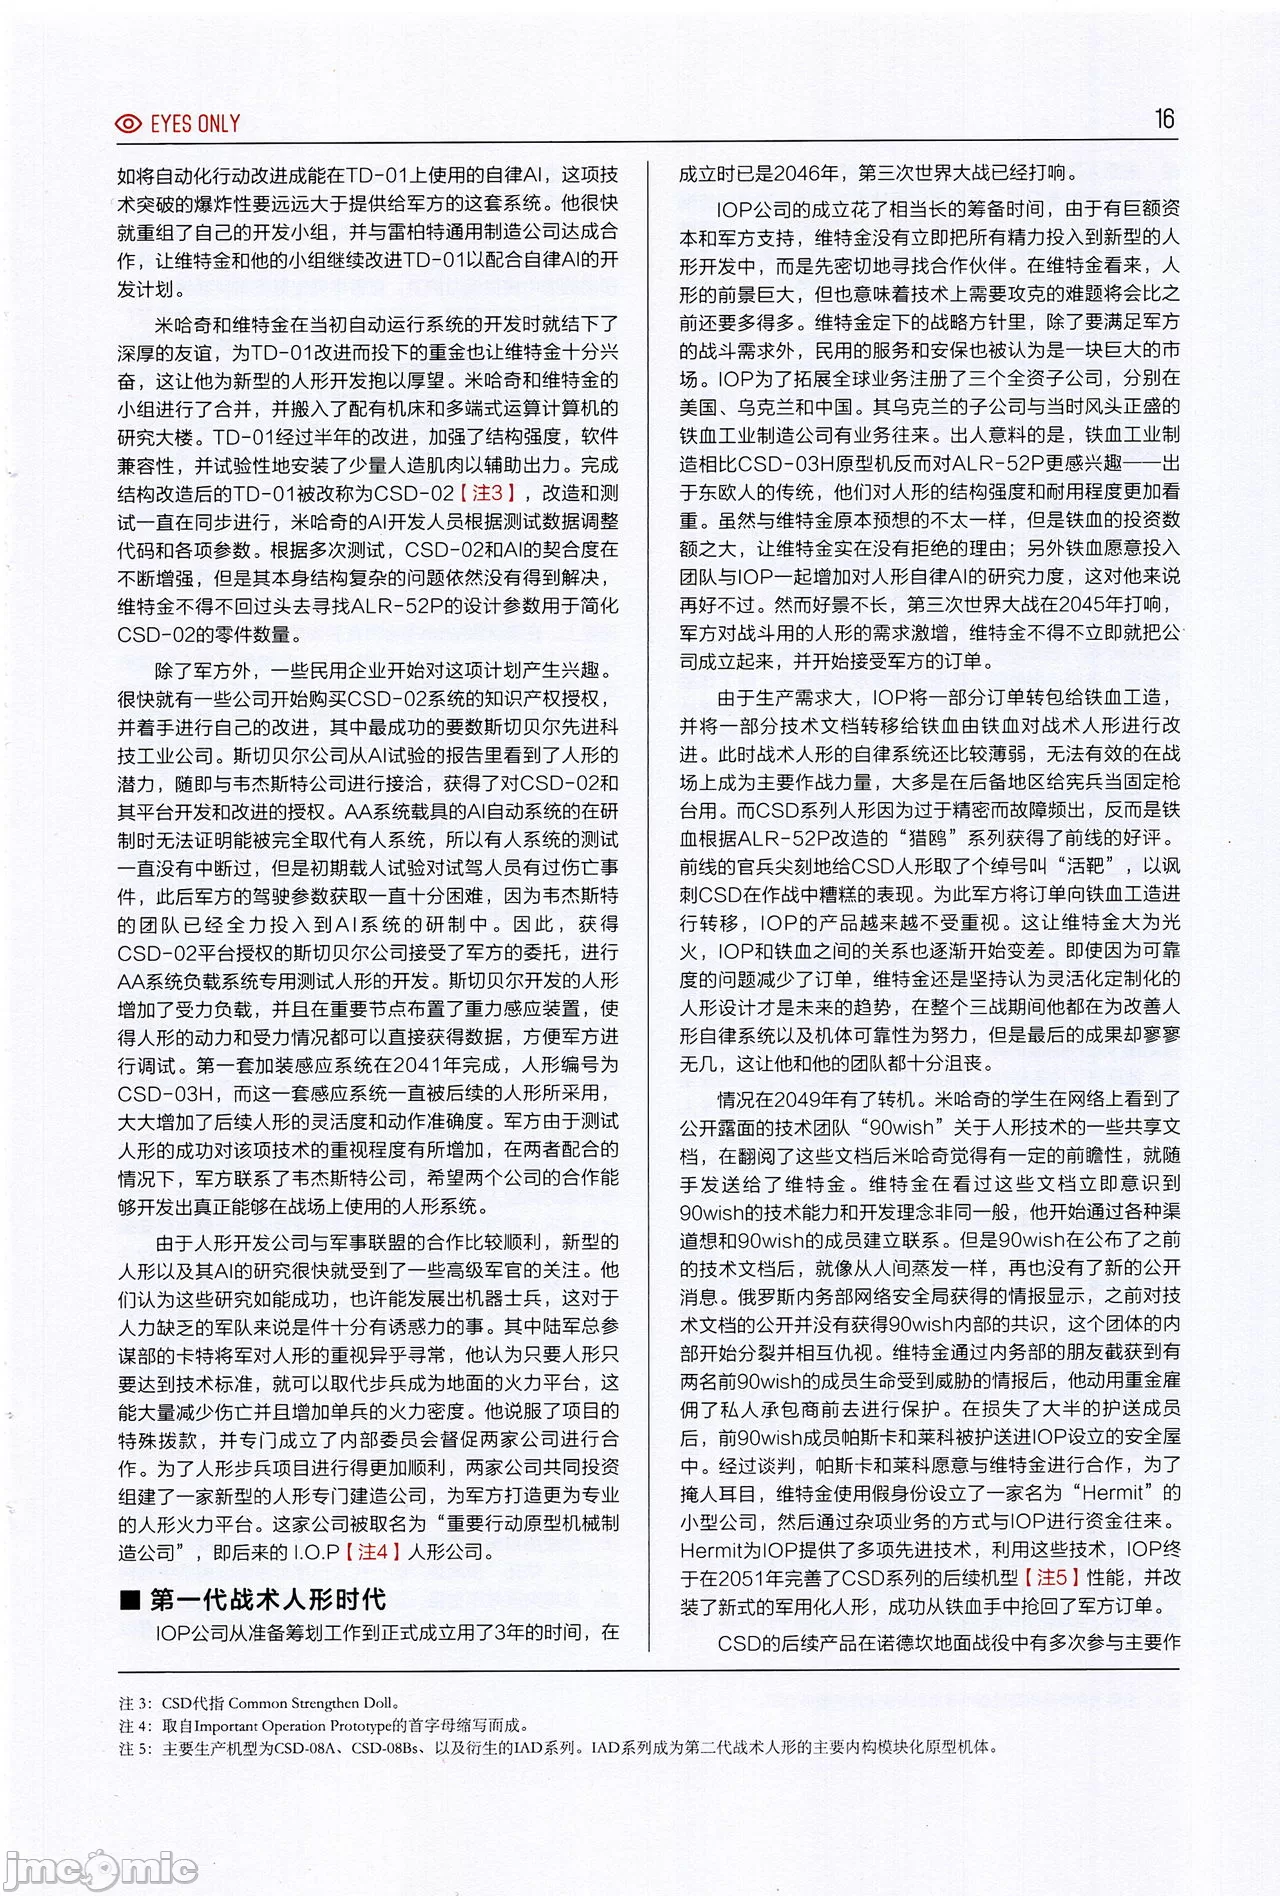 EYES ONLY
16
如将自动化行动改进成能在TD-01上使用的自律AI，这项技
术突破的爆炸性要远远大于提供给军方的这套系统。他很快
就重组了自己的开发小组，并与雷柏特通用制造公司达成合
作，让维特金和他的小组继续改进TD-01以配合自律AI的开
发计划。
米哈奇和维特金在当初自动运行系统的开发时就结下了
深厚的友谊，为TD-01改进而投下的重金也让维特金十分兴
奋，这让他为新型的人形开发抱以厚望。米哈奇和维特金的
小组进行了合并，并搬入了配有机床和多端式运算计算机的
研究大楼。TD-01经过半年的改进，加强了结构强度，软件
兼容性，并试验性地安装了少量人造肌肉以辅助出力。完成
结构改造后的TD-01被改称为CSD-02【注3】，改造和测
试一直在同步进行，米哈奇的AI开发人员根据测试数据调整
代码和各项参数。根据多次测试，CSD-02和AI的契合度在
不断增强，但是其本身结构复杂的问题依然没有得到解决，
维特金不得不回过头去寻找ALR-52P的设计参数用于简化
CSD-02的零件数量。
除了军方外，一些民用企业开始对这项计划产生兴趣。
很快就有一些公司开始购买CSD-02系统的知识产权授权，
并着手进行自己的改进，其中最成功的要数斯切贝尔先进科
技工业公司。斯切贝尔公司从AI试验的报告里看到了人形的
潜力，随即与韦杰斯特公司进行接洽，获得了对CSD-02和
其平台开发和改进的授权。AA系统载具的AI自动系统的在研
制时无法证明能被完全取代有人系统，所以有人系统的测试
一直没有中断过，但是初期载人试验对试驾人员有过伤亡事
件，此后军方的驾驶参数获取一直十分困难，因为韦杰斯特
的团队已经全力投入到AI系统的研制中。因此，获得
CSD-02平台授权的斯切贝尔公司接受了军方的委托，进行
AA系统负载系统专用测试人形的开发。斯切贝尔开发的人形
增加了受力负载，并且在重要节点布置了重力感应装置，使
得人形的动力和受力情况都可以直接获得数据，方便军方进
行调试。第一套加装感应系统在2041年完成，人形编号为
CSD-03H，而这一套感应系统一直被后续的人形所采用，
大大增加了后续人形的灵活度和动作准确度。军方由于测试
人形的成功对该项技术的重视程度有所增加，在两者配合的
情况下，军方联系了韦杰斯特公司，希望两个公司的合作能
够开发出真正能够在战场上使用的人形系统。
由于人形开发公司与军事联盟的合作比较顺利，新型的
人形以及其AI的研究很快就受到了一些高级军官的关注。他
们认为这些研究如能成功，也许能发展出机器士兵，这对于
人力缺乏的军队来说是件十分有诱惑力的事。其中陆军总参
谋部的卡特将军对人形的重视异乎寻常，他认为只要人形只
要达到技术标准，就可以取代步兵成为地面的火力平台，这
能大量减少伤亡并且增加单兵的火力密度。他说服了项目的
特殊拨款，并专门成立了内部委员会督促两家公司进行合
作。为了人形步兵项目进行得更加顺利，两家公司共同投资
组建了一家新型的人形专门建造公司，为军方打造更为专业
的人形火力平台。这家公司被取名为“重要行动原型机械制
造公司”，即后来的 I.O.P【注4】人形公司。
■ 第一代战术人形时代
IOP公司从准备筹划工作到正式成立用了3年的时间，在
成立时已是2046年，第三次世界大战已经打响。
IOP公司的成立花了相当长的筹备时间，由于有巨额资
本和军方支持，维特金没有立即把所有精力投入到新型的人
形开发中，而是先密切地寻找合作伙伴。在维特金看来，人
形的前景巨大，但也意味着技术上需要攻克的难题将会比之
前还要多得多。维特金定下的战略方针里，除了要满足军方
的战斗需求外，民用的服务和安保也被认为是一块巨大的市
场。IOP为了拓展全球业务注册了三个全资子公司，分别在
美国、乌克兰和中国。其乌克兰的子公司与当时风头正盛的
铁血工业制造公司有业务往来。出人意料的是，铁血工业制
造相比CSD-03H原型机反而对ALR-52P更感兴趣——出
于东欧人的传统，他们对人形的结构强度和耐用程度更加看
重。虽然与维特金原本预想的不太一样，但是铁血的投资数
额之大，让维特金实在没有拒绝的理由；另外铁血愿意投入
团队与IOP一起增加对人形自律AI的研究力度，这对他来说
再好不过。然而好景不长，第三次世界大战在2045年打响，
军方对战斗用的人形的需求激增，维特金不得不立即就把公
司成立起来，并开始接受军方的订单。
由于生产需求大，IOP将一部分订单转包给铁血工造，
并将一部分技术文档转移给铁血由铁血对战术人形进行改
进。此时战术人形的自律系统还比较薄弱，无法有效的在战
场上成为主要作战力量，大多是在后备地区给宪兵当固定枪
台用。而CSD系列人形因为过于精密而故障频出，反而是铁
血根据ALR-52P改造的“猎鸥”系列获得了前线的好评。
前线的官兵尖刻地给CSD人形取了个绰号叫“活靶”，以讽
刺CSD在作战中糟糕的表现。为此军方将订单向铁血工造进
行转移，IOP的产品越来越不受重视。这让维特金大为光
火，IOP和铁血之间的关系也逐渐开始变差。即使因为可靠
度的问题减少了订单，维特金还是坚持认为灵活化定制化的
人形设计才是未来的趋势，在整个三战期间他都在为改善人
形自律系统以及机体可靠性为努力，但是最后的成果却寥寥
无几，这让他和他的团队都十分沮丧。
情况在2049年有了转机。米哈奇的学生在网络上看到了
公开露面的技术团队“90wish”关于人形技术的一些共享文
档，在翻阅了这些文档后米哈奇觉得有一定的前瞻性，就随
手发送给了维特金。维特金在看过这些文档立即意识到
90wish的技术能力和开发理念非同一般，他开始通过各种渠
道想和90wish的成员建立联系。但是90wish在公布了之前
的技术文档后，就像从人间蒸发一样，再也没有了新的公开
消息。俄罗斯内务部网络安全局获得的情报显示，之前对技
术文档的公开并没有获得90wish内部的共识，这个团体的内
部开始分裂并相互仇视。维特金通过内务部的朋友截获到有
两名前90wish的成员生命受到威胁的情报后，他动用重金雇
佣了私人承包商前去进行保护。在损失了大半的护送成员
后，前90wish成员帕斯卡和莱科被护送进IOP设立的安全屋
中。经过谈判，帕斯卡和莱科愿意与维特金进行合作，为了
掩人耳目，维特金使用假身份设立了一家名为“Hermit”的
小型公司，然后通过杂项业务的方式与IOP进行资金往来。
Hermit为IOP提供了多项先进技术，利用这些技术，IOP终
于在2051年完善了CSD系列的后续机型【注5】性能，并改
装了新式的军用化人形，成功从铁血手中抢回了军方订单。
CSD的后续产品在诺德坎地面战役中有多次参与主要作
注 3：CSD代指 Common Strengthen Doll。
注 4：取自Important Operation Prototype的首字母缩写而成。
注 5：主要生产机型为CSD-08A、CSD-08Bs、以及衍生的IAD系列。IAD系列成为第二代战术人形的主要内构模块化原型机体。
jmcomic